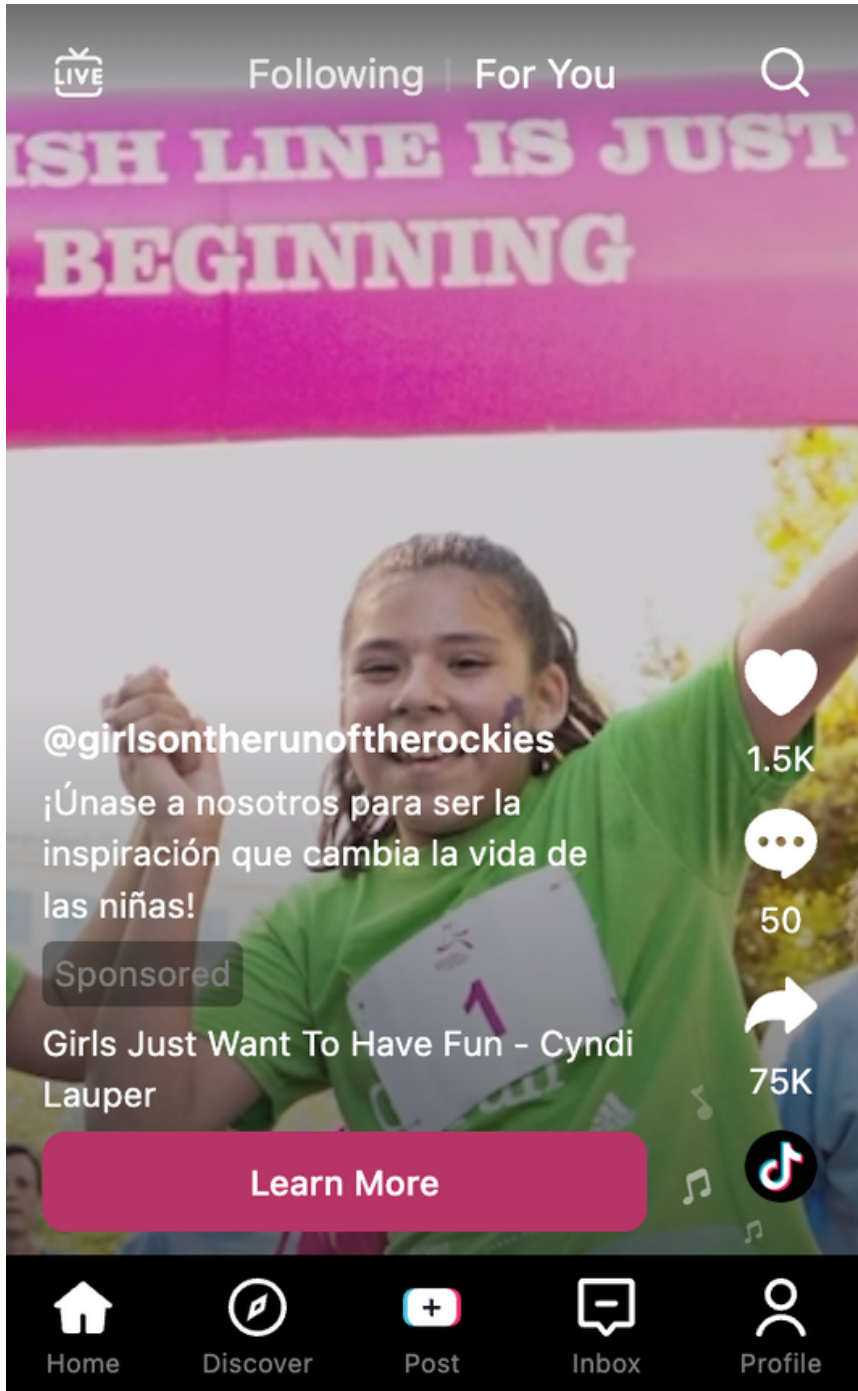 LIVE
Following | For You
ISH LINE IS JUST
BEGINNING
@girlsontherunoftherockies
¡Únase a nosotros para ser la
inspiración que cambia la vida de
las niñas!
Sponsored
Girls Just Want To Have Fun - Cyndi
Lauper
Learn More
1.5K
50
75K
1
Home
Discover
Post
Inbox
Profile